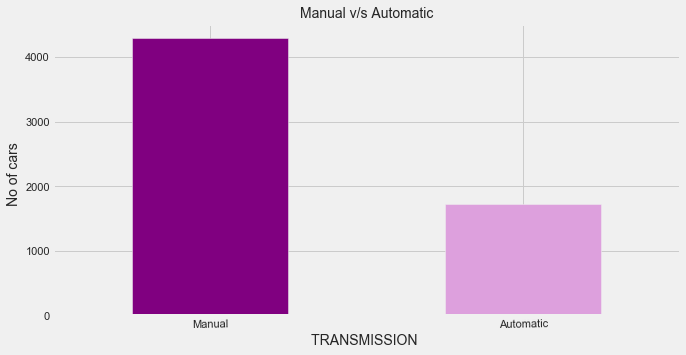 Manual v/s Automatic
No of cars
4000
3000
2000
1000
0
Manual
Automatic
TRANSMISSION